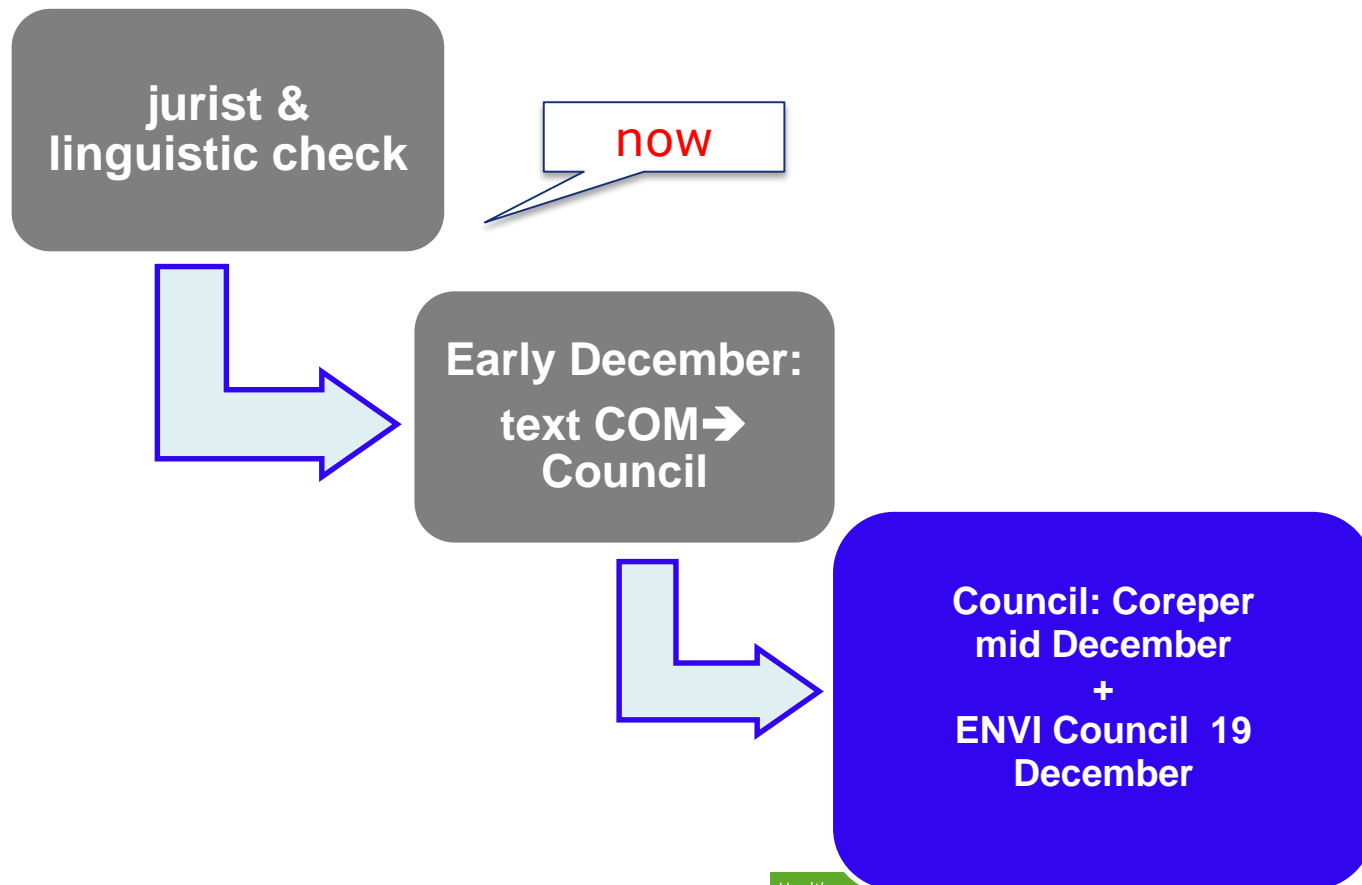 jurist &
linguistic check
now
Early December:
text COM➔
Council
Council: Coreper
mid December
+
ENVI Council 19
December